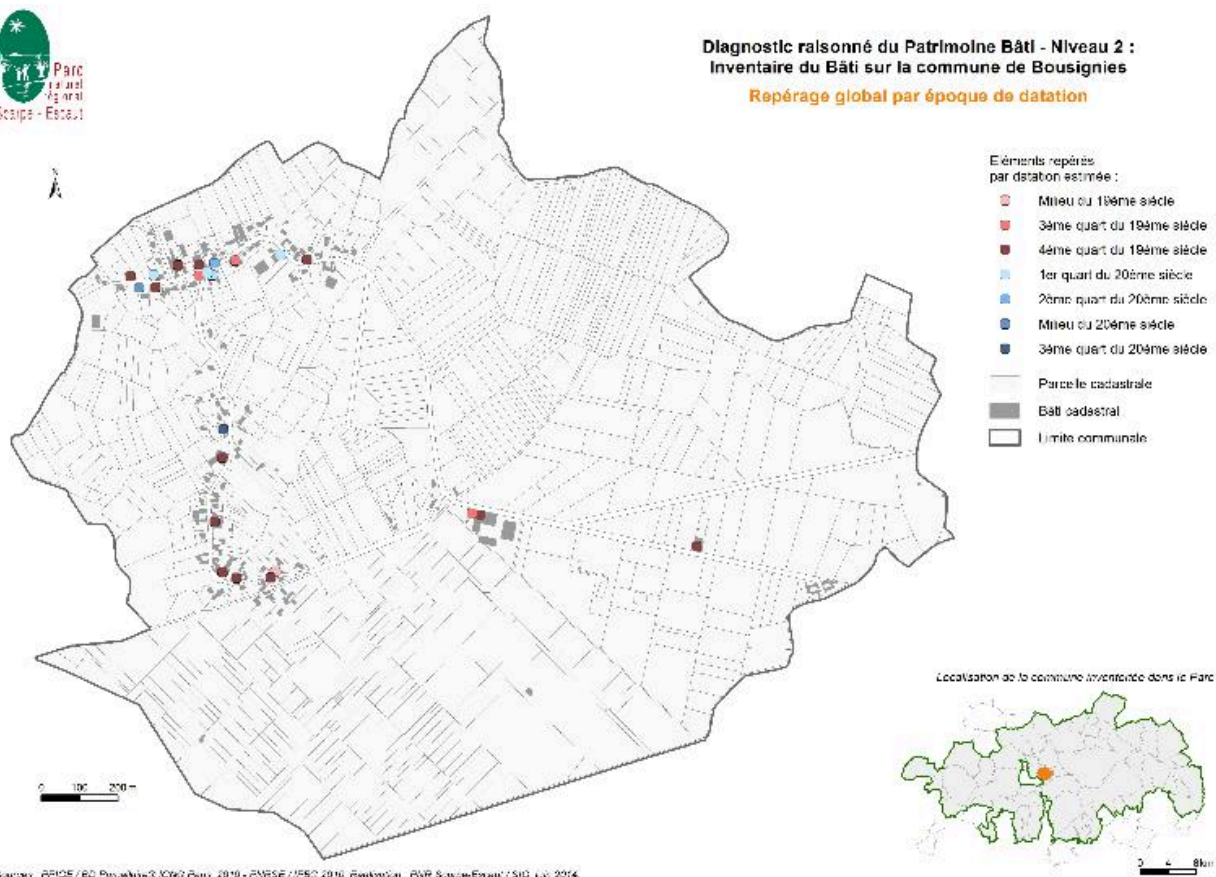 Parc
naturel
régional
Scarpe - Escaut
Diagnostic raisonné du Patrimoine Bâti - Niveau 2 :
Inventaire du Bâti sur la commune de Bousignies
Repérage global par époque de datation
N
Eléments repérés
par datation estimée :
Milieu du 19ème siècle
3ème quart du 19ème siècle
4ème quart du 19ème siècle
1er quart du 20ème siècle
2ème quart du 20ème siècle
Milieu du 20ème siècle
3ème quart du 20ème siècle
Parcelle cadastrale
Bâti cadastral
Limite communale
Localisation de la commune inventoriée dans le Parc
0 100 200 m
0 4 8km